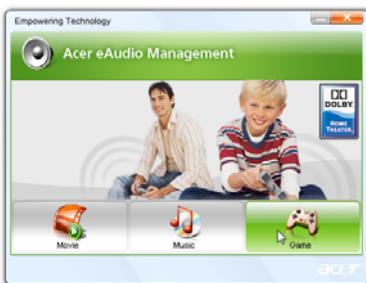 Empowering Technology
Acer eAudio Management
DOLBY
HOME
THEATER
Movie
Music
Game
acer